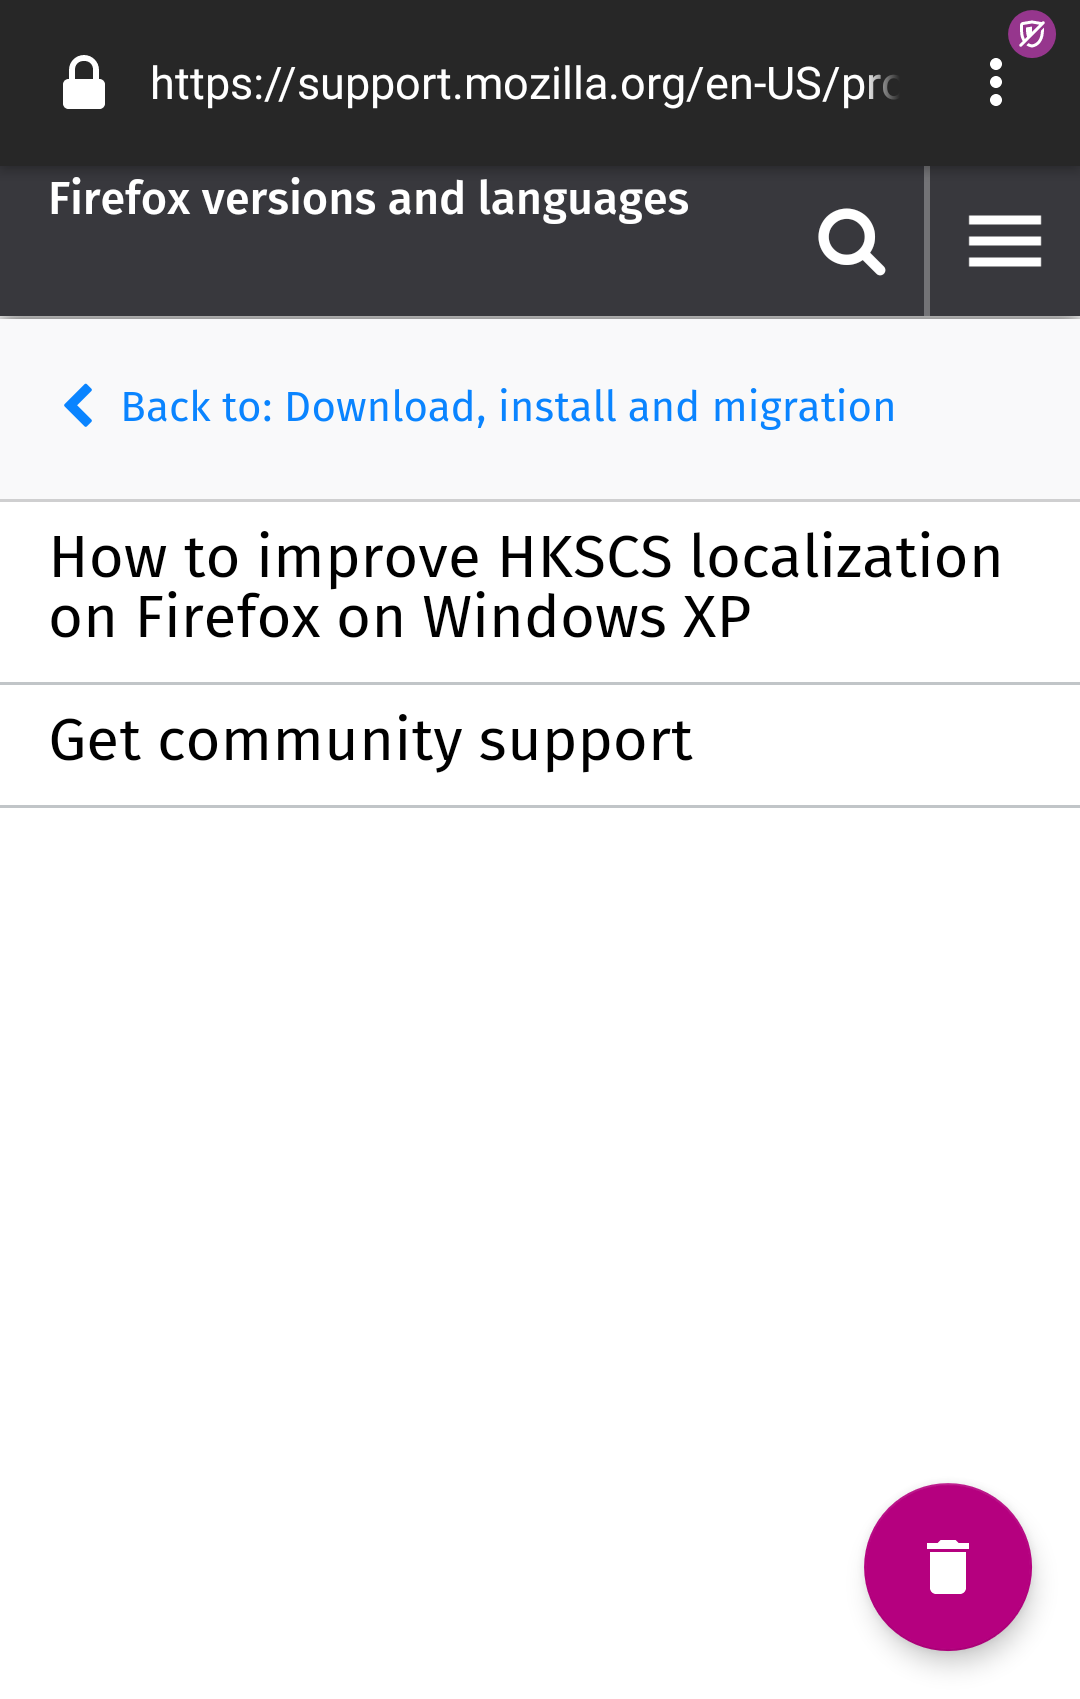 https://support.mozilla.org/en-US/pro
Firefox versions and languages
Back to: Download, install and migration
How to improve HKSCS localization
on Firefox on Windows XP
Get community support